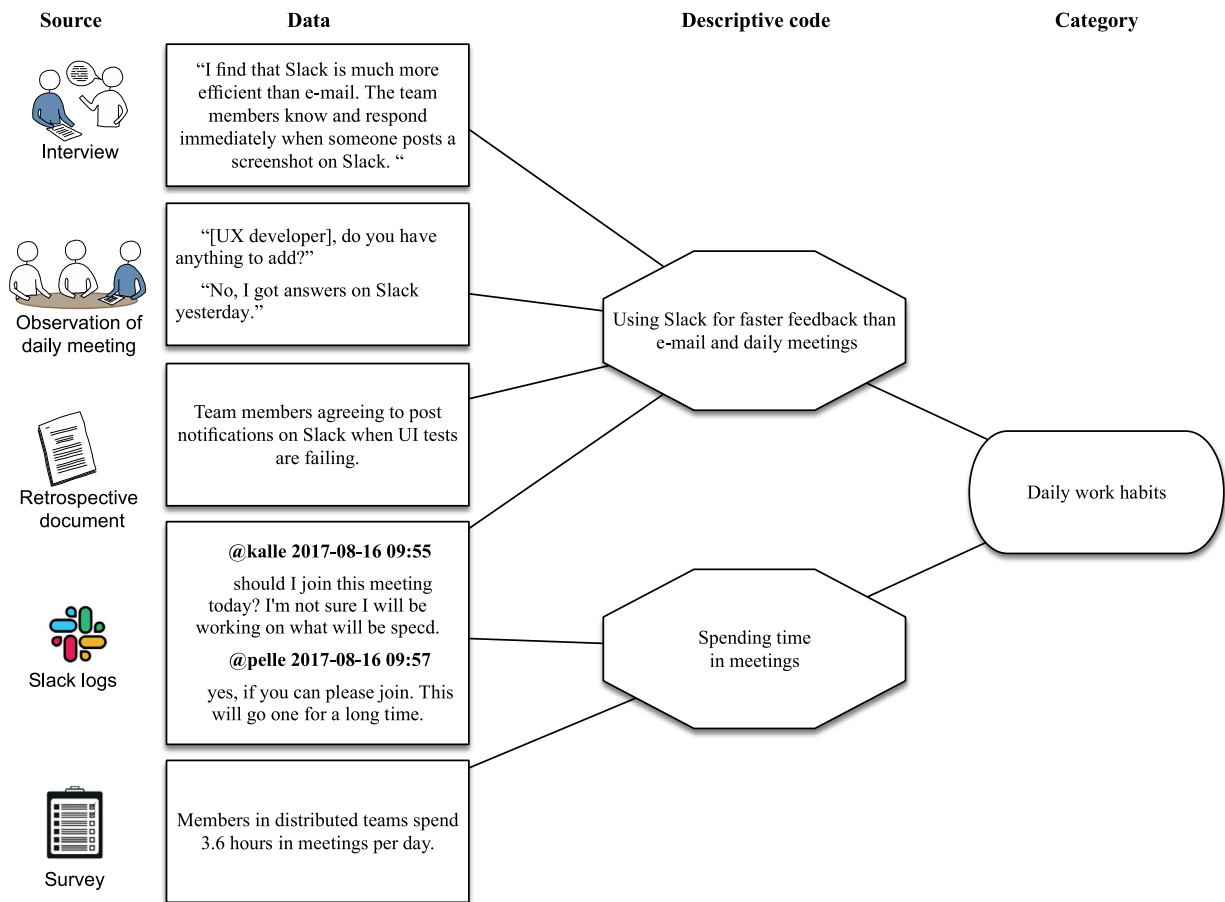 Source
Data
Descriptive code
Category
Interview
“I find that Slack is much more
efficient than e-mail. The team
members know and respond
immediately when someone posts a
screenshot on Slack. “
Observation of
daily meeting
“[UX developer], do you have
anything to add?”
“No, I got answers on Slack
yesterday.”
Using Slack for faster feedback than
e-mail and daily meetings
Retrospective
document
Team members agreeing to post
notifications on Slack when UI tests
are failing.
Daily work habits
Slack logs
@kalle 2017-08-16 09:55
should I join this meeting
today? I'm not sure I will be
working on what will be specd.
@pelle 2017-08-16 09:57
yes, if you can please join. This
will go one for a long time.
Spending time
in meetings
Survey
Members in distributed teams spend
3.6 hours in meetings per day.